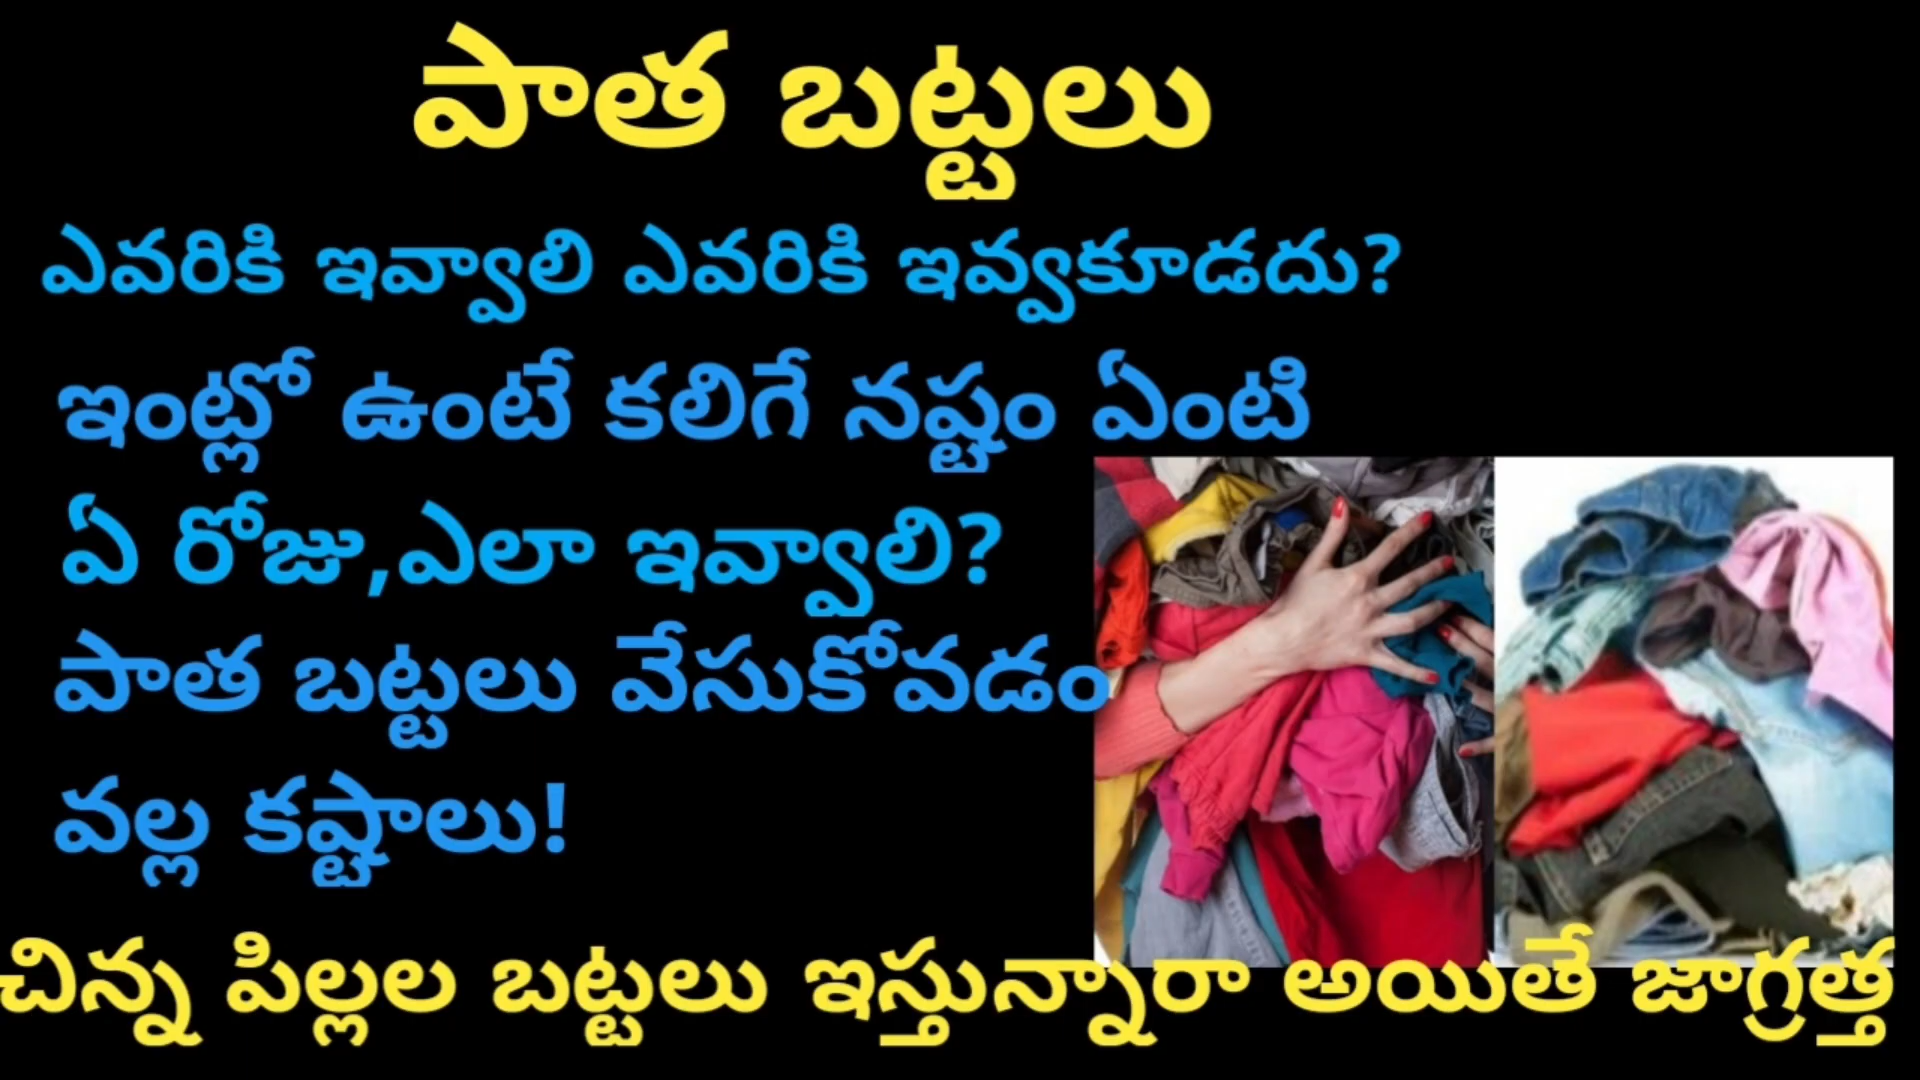 పాత బట్టలు
ఎవరికి ఇవ్వాలి ఎవరికి ఇవ్వకూడదు?
ఇంట్లో ఉంటే కలిగే నష్టం ఏంటి
ఏ రోజు,ఎలా ఇవ్వాలి?
పాత బట్టలు వేసుకోవడం
వల్ల కష్టాలు!
చిన్న పిల్లల బట్టలు ఇస్తున్నారా అయితే జాగ్రత్త